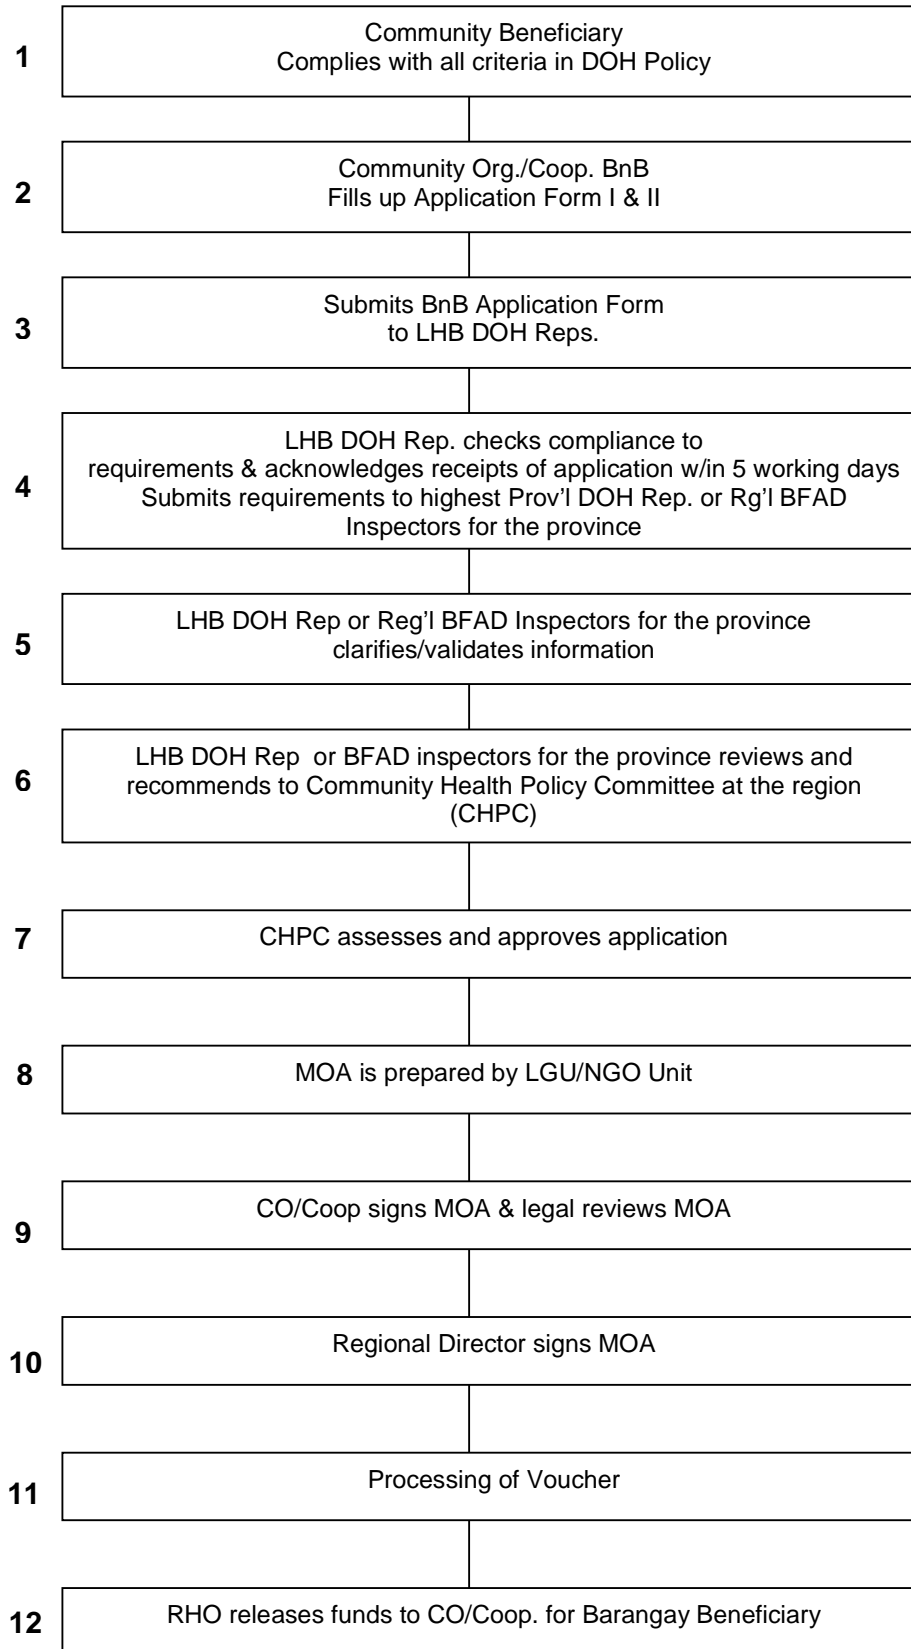 1
Community Beneficiary
Complies with all criteria in DOH Policy
2
Community Org./Coop. BnB
Fills up Application Form I & II
3
Submits BnB Application Form
to LHB DOH Reps.
4
LHB DOH Rep. checks compliance to
requirements & acknowledges receipts of application w/in 5 working days
Submits requirements to highest Prov’l DOH Rep. or Rg’l BFAD
Inspectors for the province
5
LHB DOH Rep or Reg’l BFAD Inspectors for the province
clarifies/validates information
6
LHB DOH Rep or BFAD inspectors for the province reviews and
recommends to Community Health Policy Committee at the region
(CHPC)
7
CHPC assesses and approves application
8
MOA is prepared by LGU/NGO Unit
9
CO/Coop signs MOA & legal reviews MOA
10
Regional Director signs MOA
11
Processing of Voucher
12
RHO releases funds to CO/Coop. for Barangay Beneficiary